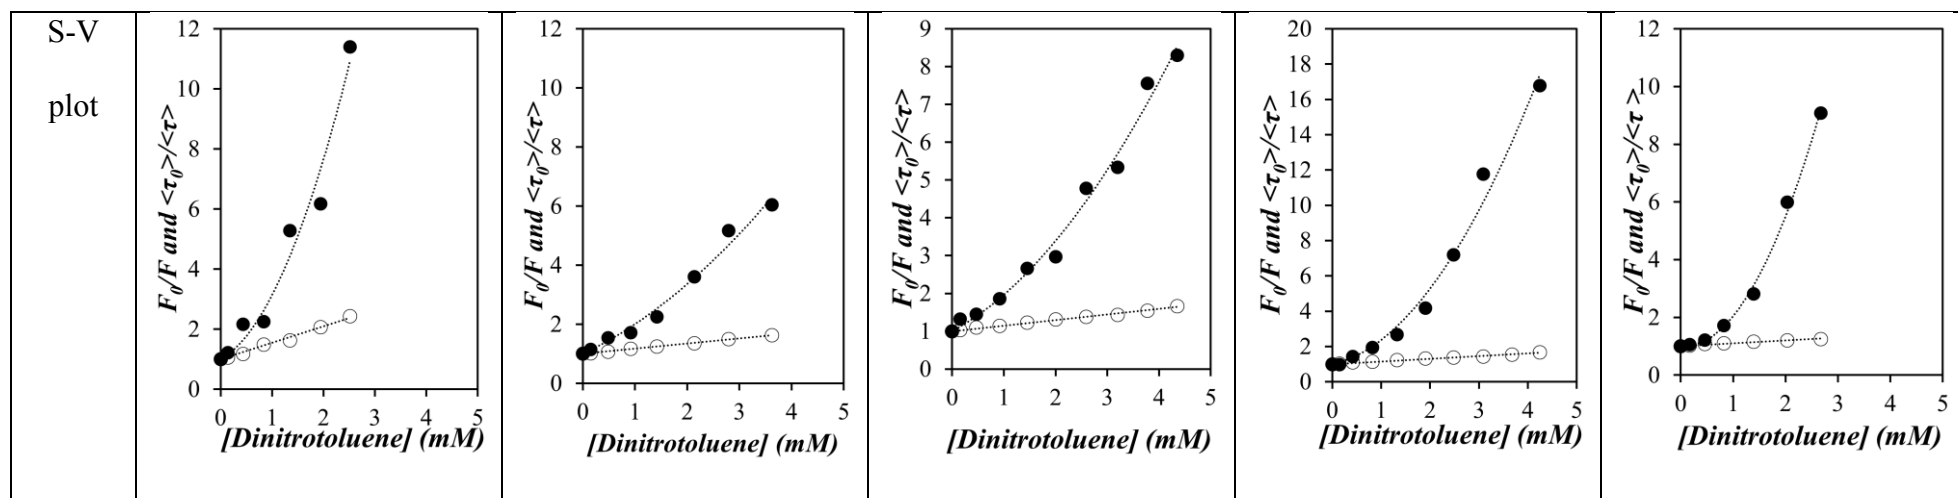 S-V
plot
F0/F and <τ0>/<τ>
12
10
8
6
4
2
0
0 1 2 3 4 5
[Dinitrotoluene] (mM)
F0/F and <τ0>/<τ>
12
10
8
6
4
2
0
0 1 2 3 4 5
[Dinitrotoluene] (mM)
F0/F and <τ0>/<τ>
9
8
7
6
5
4
3
2
1
0
0 1 2 3 4 5
[Dinitrotoluene] (mM)
F0/F and <τ0>/<τ>
20
18
16
14
12
10
8
6
4
2
0
0 1 2 3 4 5
[Dinitrotoluene] (mM)
F0/F and <τ0>/<τ >
12
10
8
6
4
2
0
0 1 2 3 4 5
[Dinitrotoluene] (mM)